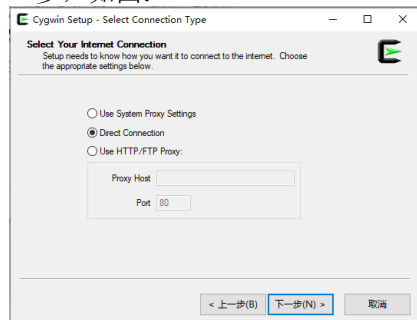 Cygwin Setup - Select Connection Type
Select Your Internet Connection
Setup needs to know how you want it to connect to the internet. Choose
the appropriate settings below.
Use System Proxy Settings
Direct Connection
Use HTTP/FTP Proxy:
Proxy Host
Port 80
< 上一步(B) 下一步(N) > 取消